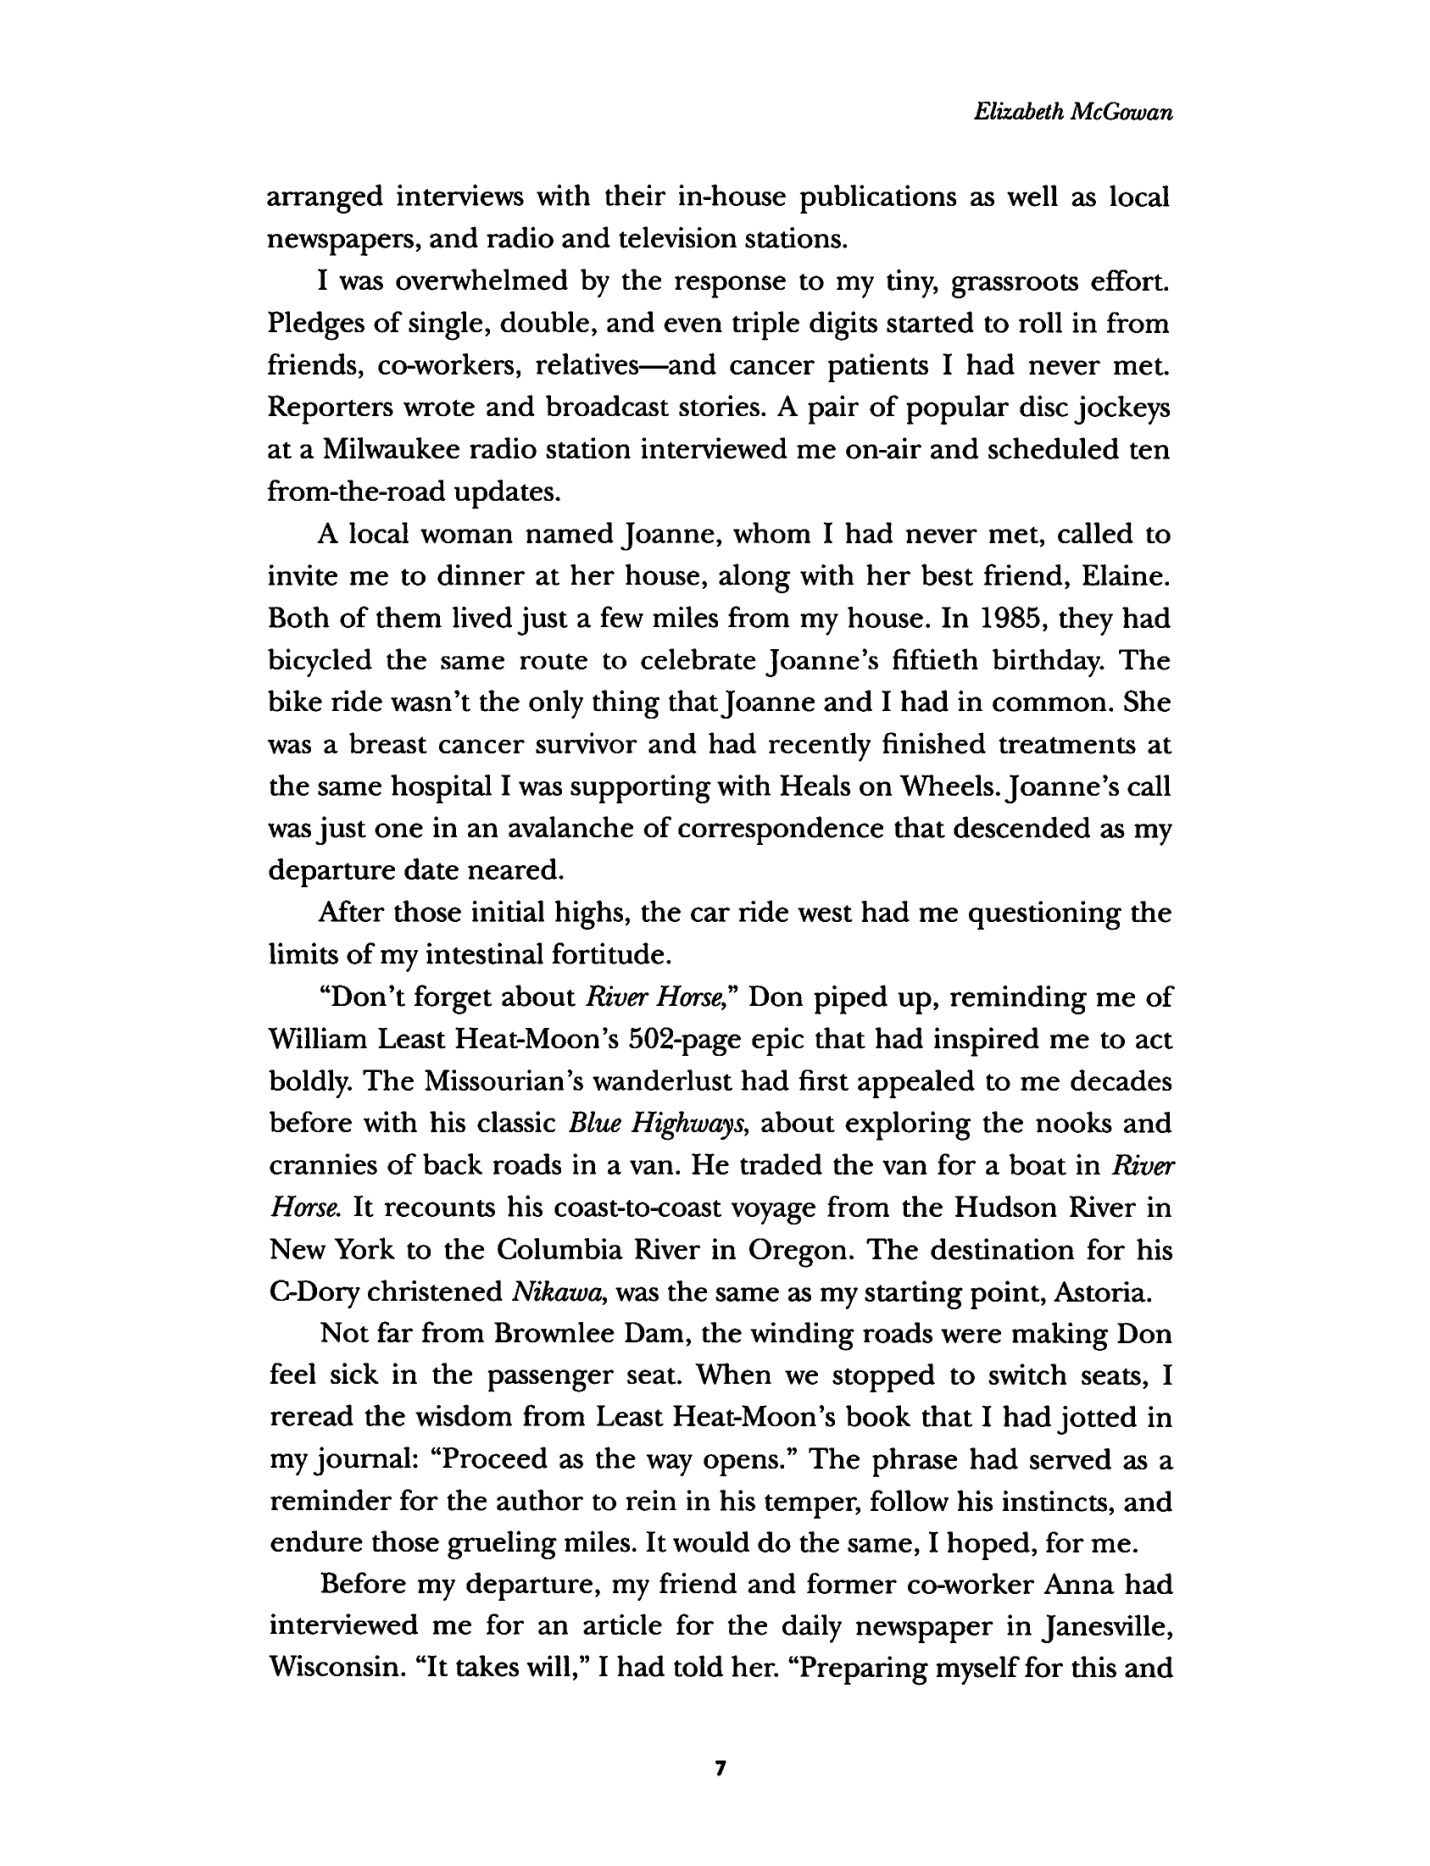 Elizabeth McGowan
arranged interviews with their in-house publications as well as local
newspapers, and radio and television stations.
I was overwhelmed by the response to my tiny, grassroots effort.
Pledges of single, double, and even triple digits started to roll in from
friends, co-workers, relatives—and cancer patients I had never met.
Reporters wrote and broadcast stories. A pair of popular disc jockeys
at a Milwaukee radio station interviewed me on-air and scheduled ten
from-the-road updates.
A local woman named Joanne, whom I had never met, called to
invite me to dinner at her house, along with her best friend, Elaine.
Both of them lived just a few miles from my house. In 1985, they had
bicycled the same route to celebrate Joanne’s fiftieth birthday. The
bike ride wasn’t the only thing that Joanne and I had in common. She
was a breast cancer survivor and had recently finished treatments at
the same hospital I was supporting with Heals on Wheels. Joanne’s call
was just one in an avalanche of correspondence that descended as my
departure date neared.
After those initial highs, the car ride west had me questioning the
limits of my intestinal fortitude.
“Don’t forget about River Horse,” Don piped up, reminding me of
William Least Heat-Moon’s 502-page epic that had inspired me to act
boldly. The Missourian’s wanderlust had first appealed to me decades
before with his classic Blue Highways, about exploring the nooks and
crannies of back roads in a van. He traded the van for a boat in River
Horse. It recounts his coast-to-coast voyage from the Hudson River in
New York to the Columbia River in Oregon. The destination for his
C-Dory christened Nikawa, was the same as my starting point, Astoria.
Not far from Brownlee Dam, the winding roads were making Don
feel sick in the passenger seat. When we stopped to switch seats, I
reread the wisdom from Least Heat-Moon’s book that I had jotted in
my journal: “Proceed as the way opens.” The phrase had served as a
reminder for the author to rein in his temper, follow his instincts, and
endure those grueling miles. It would do the same, I hoped, for me.
Before my departure, my friend and former co-worker Anna had
interviewed me for an article for the daily newspaper in Janesville,
Wisconsin. “It takes will,” I had told her. “Preparing myself for this and
7